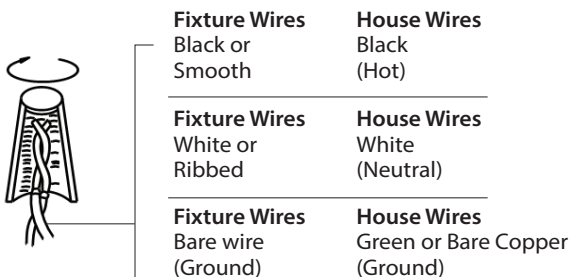 Fixture Wires House Wires
Black or Black
Smooth (Hot)
Fixture Wires House Wires
White or White
Ribbed (Neutral)
Fixture Wires House Wires
Bare wire Green or Bare Copper
(Ground) (Ground)